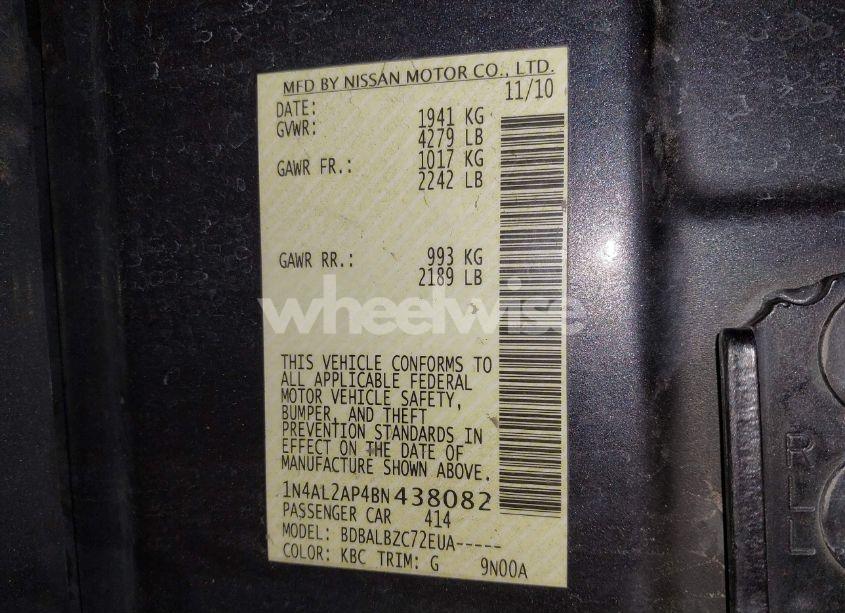 MFD BY NISSAN MOTOR CO., LTD.
DATE: 11/10
GVWR: 1941 KG
4279 LB
GAWR FR.: 1017 KG
2242 LB
GAWR RR.: 993 KG
2189 LB
wheelwise
THIS VEHICLE CONFORMS TO
ALL APPLICABLE FEDERAL
MOTOR VEHICLE SAFETY,
BUMPER, AND THEFT
PREVENTION STANDARDS IN
EFFECT ON THE DATE OF
MANUFACTURE SHOWN ABOVE.
1N4AL2AP4BN438082
PASSENGER CAR 414
MODEL: BDBALBZC72EUA-----
COLOR: KBC TRIM: G 9N00A
RLL